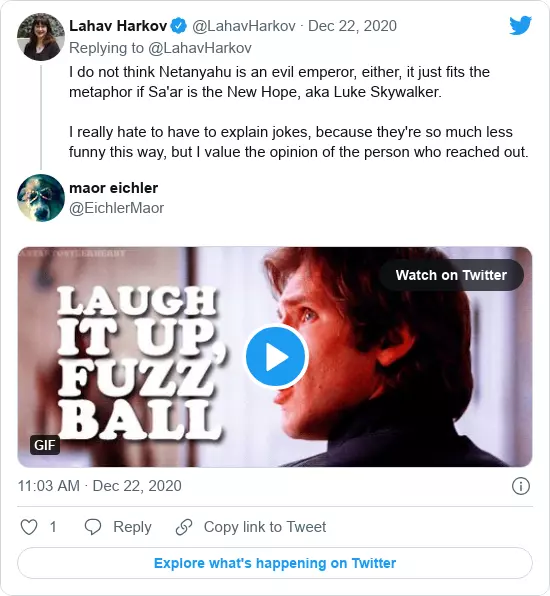 Lahav Harkov @LahavHarkov · Dec 22, 2020
Replying to @LahavHarkov
I do not think Netanyahu is an evil emperor, either, it just fits the
metaphor if Sa'ar is the New Hope, aka Luke Skywalker.
I really hate to have to explain jokes, because they're so much less
funny this way, but I value the opinion of the person who reached out.
maor eichler
@EichlerMaor
Watch on Twitter
LAUGH
IT UP,
FUZZ
BALL
GIF
11:03 AM · Dec 22, 2020
1 Reply Copy link to Tweet
Explore what's happening on Twitter